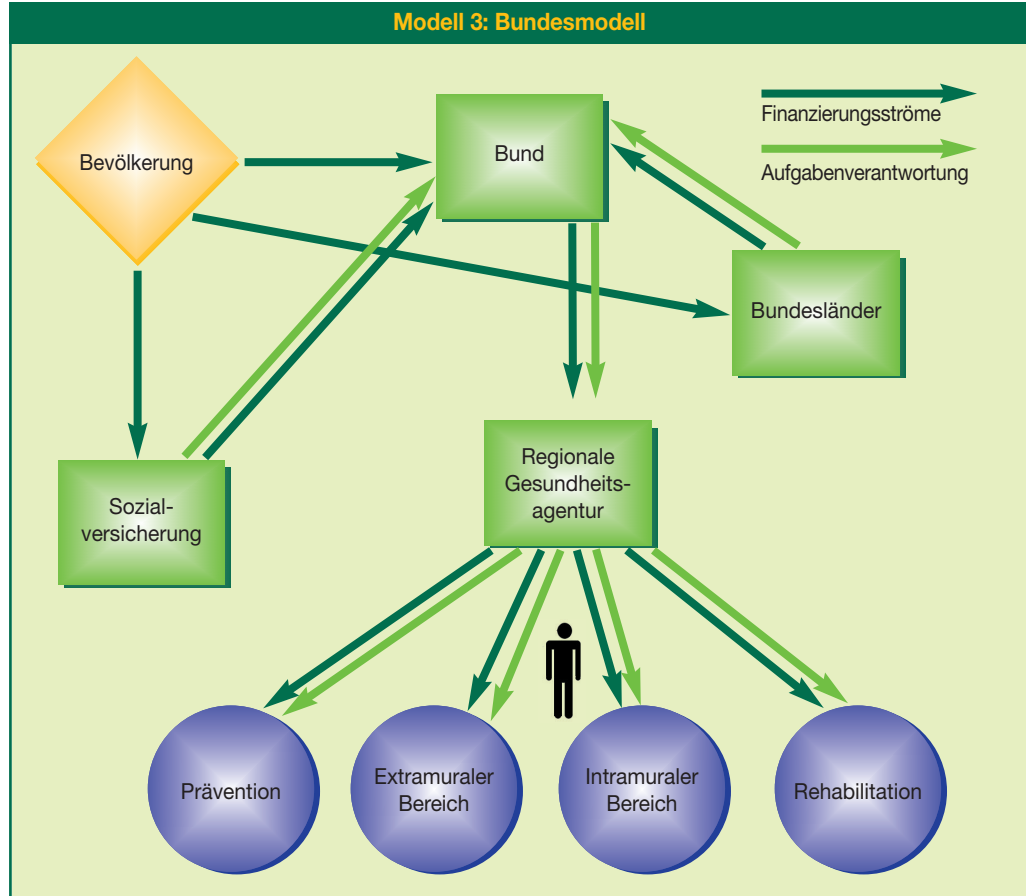 Modell 3: Bundesmodell
Bevölkerung
Bund
Finanzierungsströme
Aufgabenverantwortung
Bundesländer
Sozial-
versicherung
Regionale
Gesundheits-
agentur
Prävention
Extramuraler
Bereich
Intramuraler
Bereich
Rehabilitation